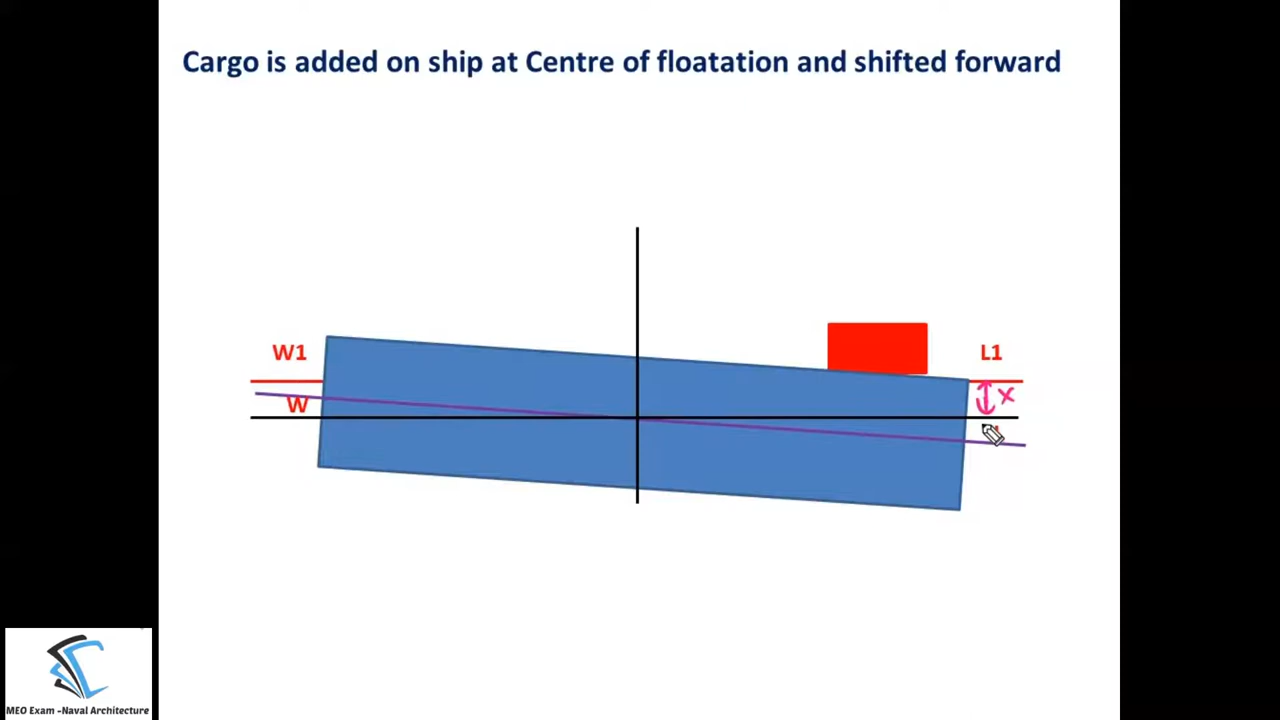 Cargo is added on ship at Centre of floatation and shifted forward
W1
L1
X
W
MEO Exam -Naval Architecture